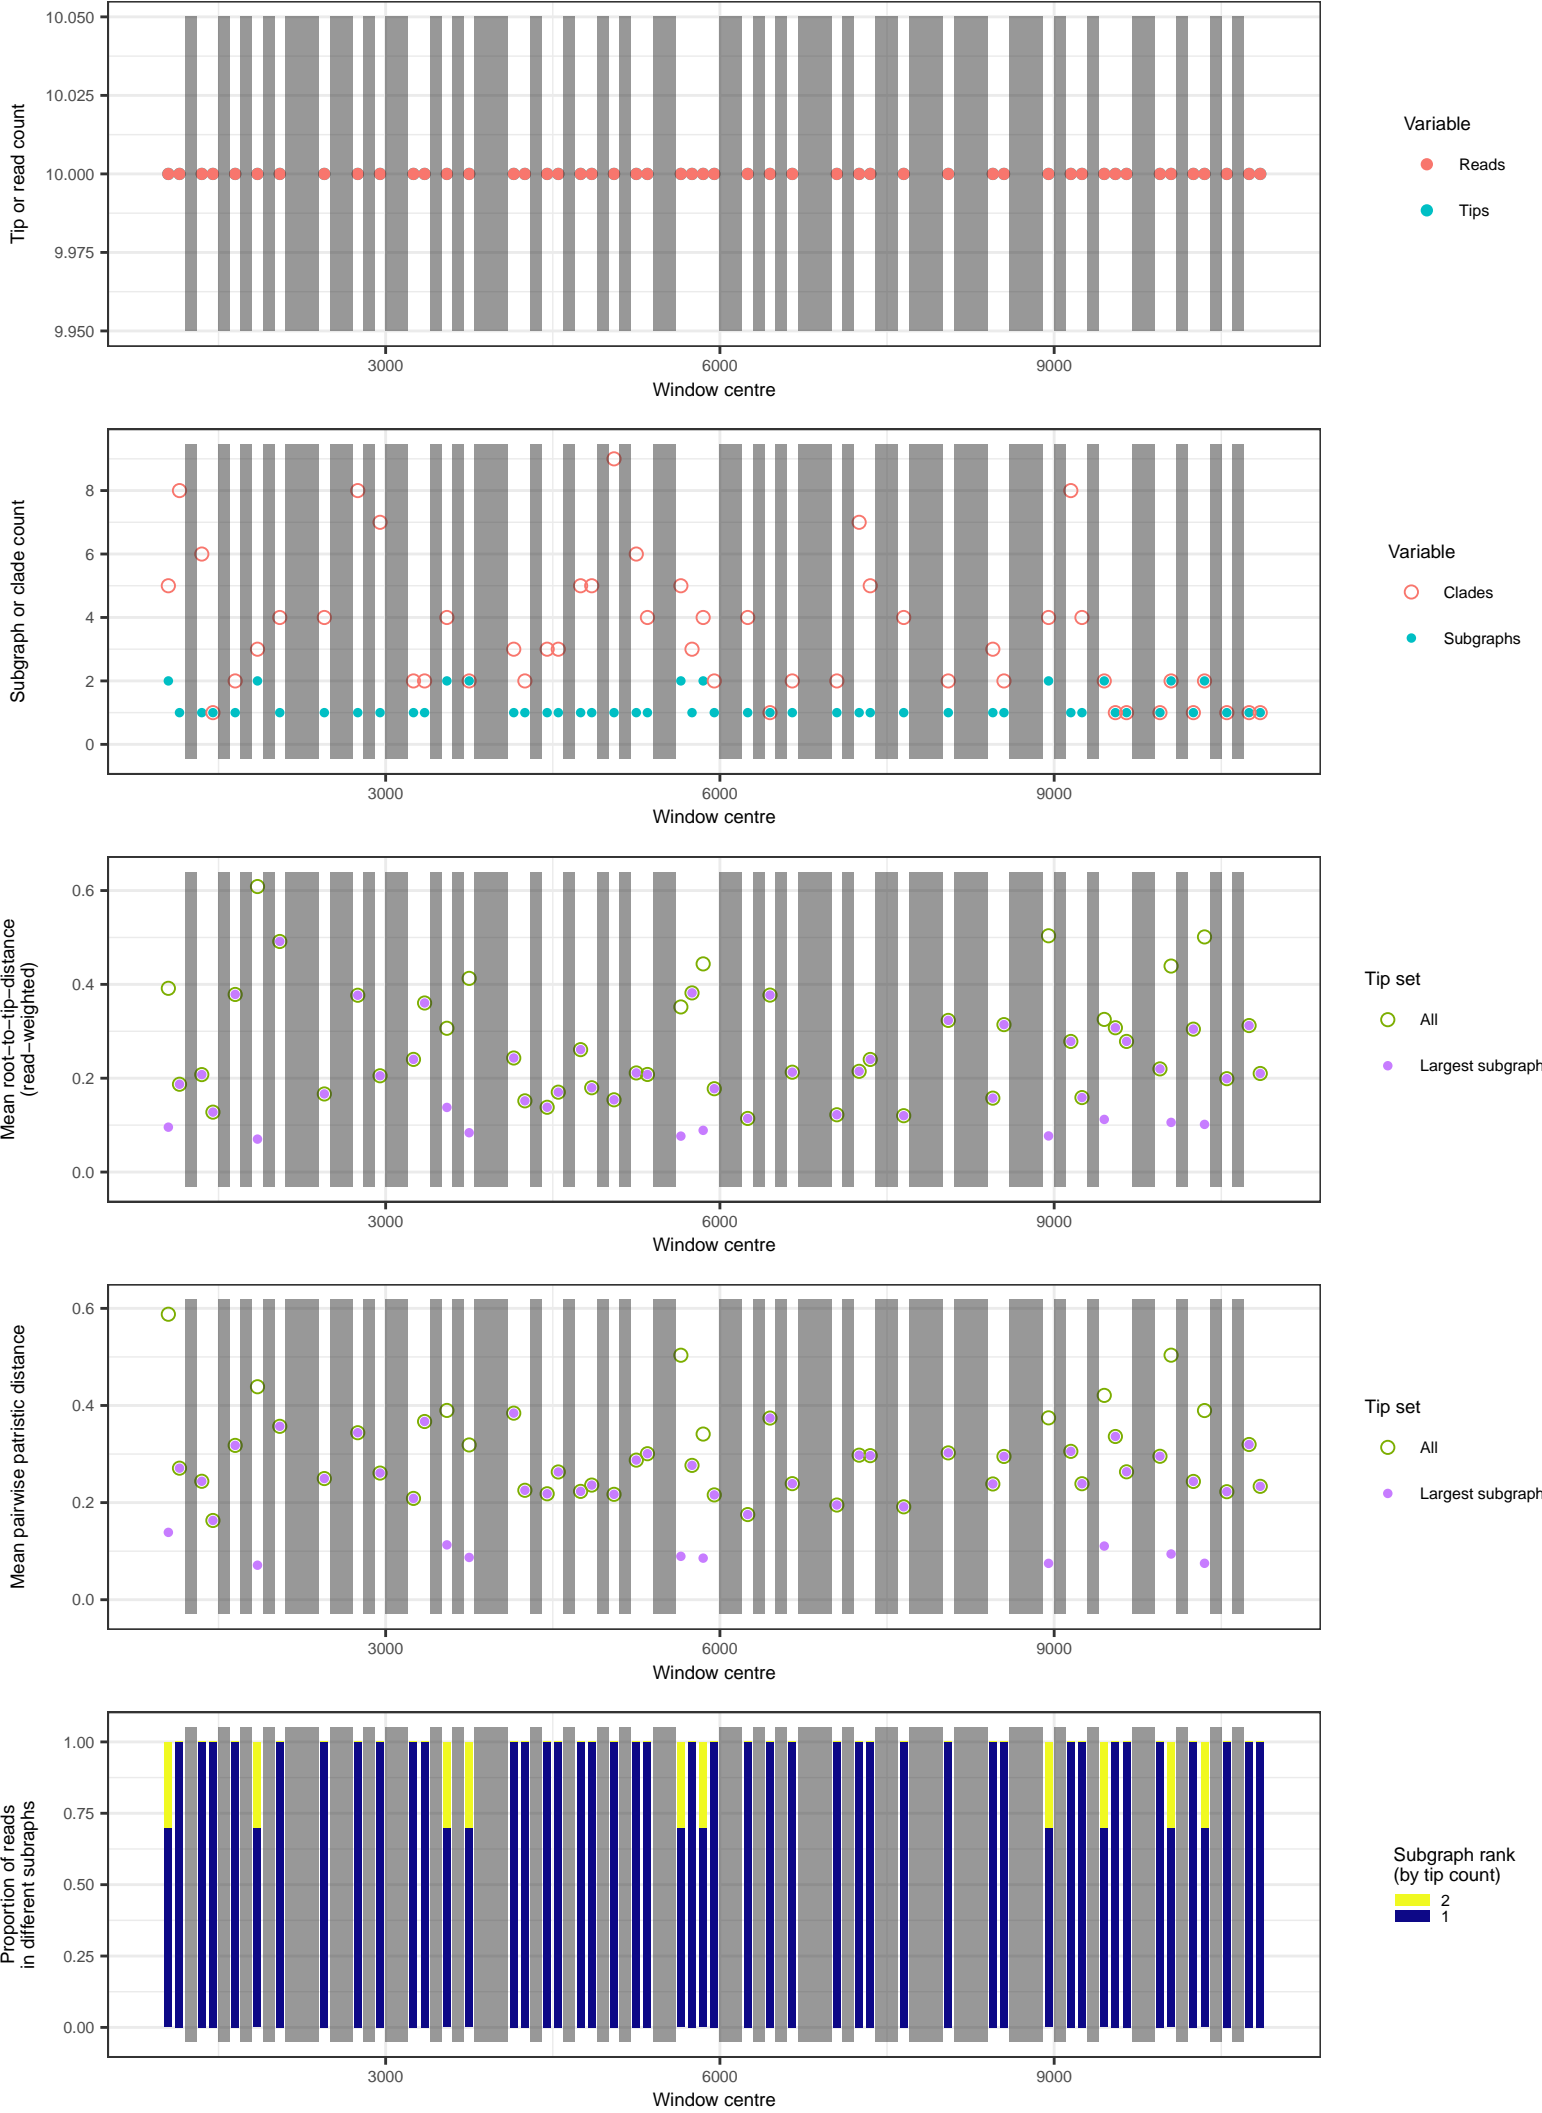 10.050
10.025
10.000
9.975
9.950
Tip or read count
3000 6000 9000
Window centre
Variable
Reads
Tips
8
6
4
2
0
Subgraph or clade count
3000 6000 9000
Window centre
Variable
Clades
Subgraphs
0.6
0.4
0.2
0.0
Mean root−to−tip−distance
(read−weighted)
3000 6000 9000
Window centre
Tip set
All
Largest subgraph
0.6
0.4
0.2
0.0
Mean pairwise patristic distance
3000 6000 9000
Window centre
Tip set
All
Largest subgraph
1.00
0.75
0.50
0.25
0.00
Proportion of reads
in different subraphs
3000 6000 9000
Window centre
Subgraph rank
(by tip count)
2
1